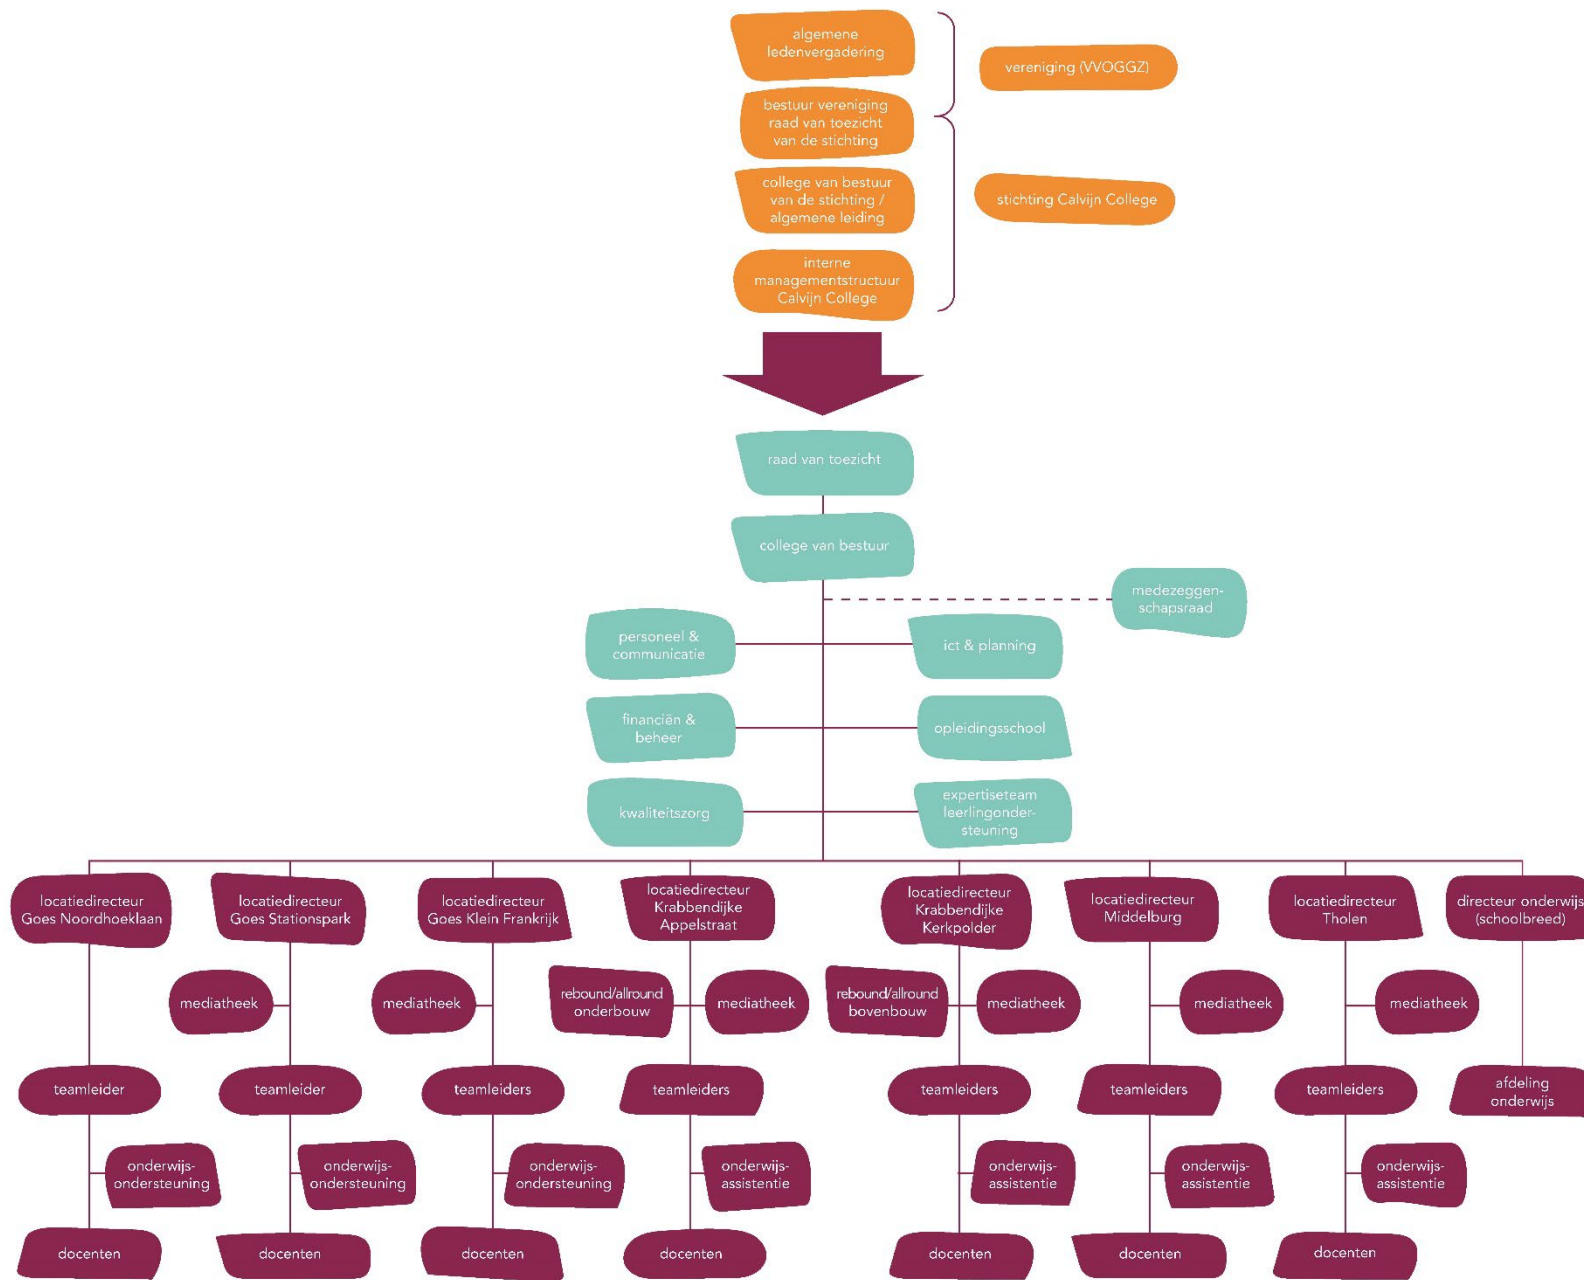 algemene
ledenvergadering
vereniging (VVOGGZ)
bestuur vereniging
raad van toezicht
van de stichting
college van bestuur
van de stichting /
algemene leiding
stichting Calvijn College
interne
managementstructuur
Calvijn College
raad van toezicht
college van bestuur
medezeggen-
schapsraad
personeel &
communicatie
ict & planning
financiën &
beheer
opleidingsschool
kwaliteitszorg
expertiseteam
leerlingonder-
steuning
locatiedirecteur
Goes Noordhoeklaan
locatiedirecteur
Goes Stationspark
locatiedirecteur
Goes Klein Frankrijk
locatiedirecteur
Krabbendijke
Appelstraat
locatiedirecteur
Krabbendijke
Kerkpolder
locatiedirecteur
Middelburg
locatiedirecteur
Tholen
directeur onderwijs
(schoolbreed)
mediatheek
mediatheek
rebound/allround
onderbouw
mediatheek
rebound/allround
bovenbouw
mediatheek
mediatheek
mediatheek
teamleider
teamleider
teamleiders
teamleiders
teamleiders
teamleiders
teamleiders
afdeling
onderwijs
onderwijs-
ondersteuning
onderwijs-
ondersteuning
onderwijs-
ondersteuning
onderwijs-
assistentie
onderwijs-
assistentie
onderwijs-
assistentie
onderwijs-
assistentie
docenten
docenten
docenten
docenten
docenten
docenten
docenten